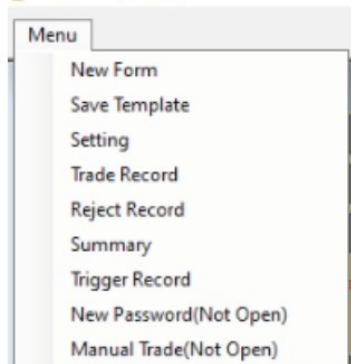 Menu
New Form
Save Template
Setting
Trade Record
Reject Record
Summary
Trigger Record
New Password(Not Open)
Manual Trade(Not Open)